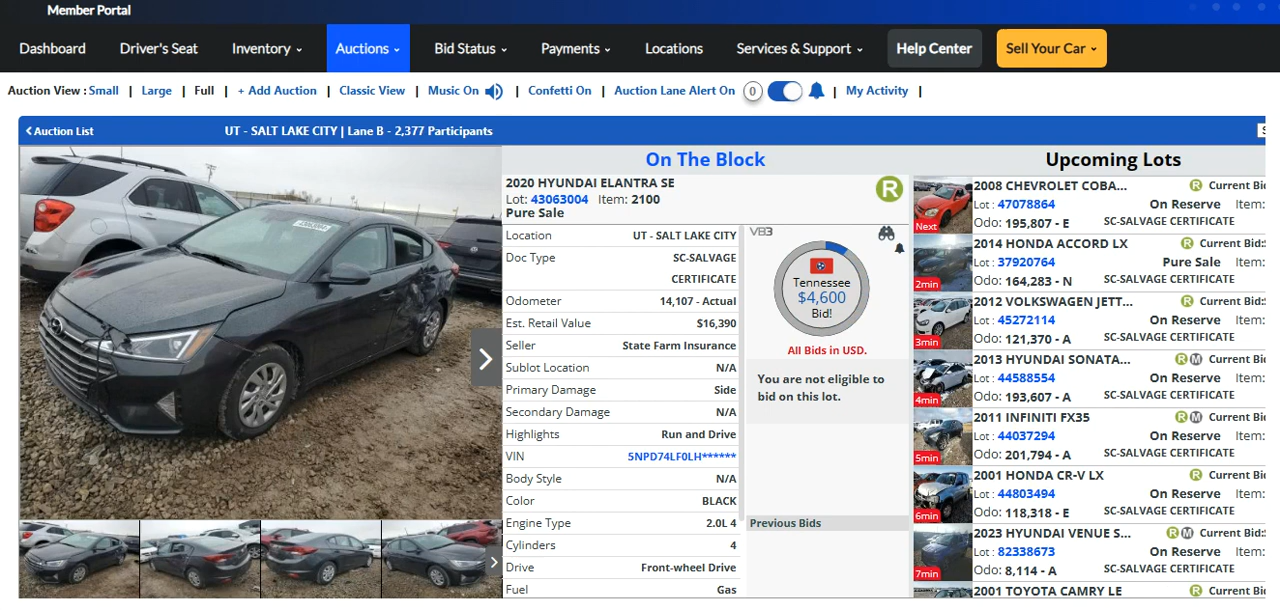 Member Portal
Dashboard Driver's Seat Inventory Auctions Bid Status Payments Locations Services & Support Help Center Sell Your Car
Auction View : Small | Large | Full | + Add Auction | Classic View | Music On | Confetti On | Auction Lane Alert On 0 | My Activity |
Auction List UT - SALT LAKE CITY | Lane B - 2,377 Participants
On The Block
2020 HYUNDAI ELANTRA SE
Lot: 43063004 Item: 2100
Pure Sale
R
Location UT - SALT LAKE CITY
Doc Type SC-SALVAGE
CERTIFICATE
Odometer 14,107 - Actual
Est. Retail Value $16,390
Seller State Farm Insurance
Sublot Location N/A
Primary Damage Side
Secondary Damage N/A
Highlights Run and Drive
VIN 5NPD74LF0LH******
Body Style N/A
Color BLACK
Engine Type 2.0L 4
Cylinders 4
Drive Front-wheel Drive
Fuel Gas
VB3
Tennessee
$4,600
Bid!
All Bids in USD.
You are not eligible to
bid on this lot.
Previous Bids
Upcoming Lots
2008 CHEVROLET COBA... R Current Bi
Lot : 47078864 On Reserve Item:
Next Odo: 195,807 - E SC-SALVAGE CERTIFICATE
2014 HONDA ACCORD LX R Current Bid:
Lot : 37920764 Pure Sale Item:
2min Odo: 164,283 - N SC-SALVAGE CERTIFICATE
2012 VOLKSWAGEN JETT... R Current Bid:
Lot : 45272114 On Reserve Item:
3min Odo: 121,370 - A SC-SALVAGE CERTIFICATE
2013 HYUNDAI SONATA... R M Current Bi
Lot : 44588554 On Reserve Item:
4min Odo: 193,607 - A SC-SALVAGE CERTIFICATE
2011 INFINITI FX35 R M Current Bi
Lot : 44037294 On Reserve Item:
5min Odo: 201,794 - A SC-SALVAGE CERTIFICATE
2001 HONDA CR-V LX R Current Bi
Lot : 44803494 On Reserve Item:
6min Odo: 118,318 - E SC-SALVAGE CERTIFICATE
2023 HYUNDAI VENUE S... R M Current Bid:
Lot : 82338673 On Reserve Item:
7min Odo: 8,114 - A SC-SALVAGE CERTIFICATE
2001 TOYOTA CAMRY LE R Current Bi